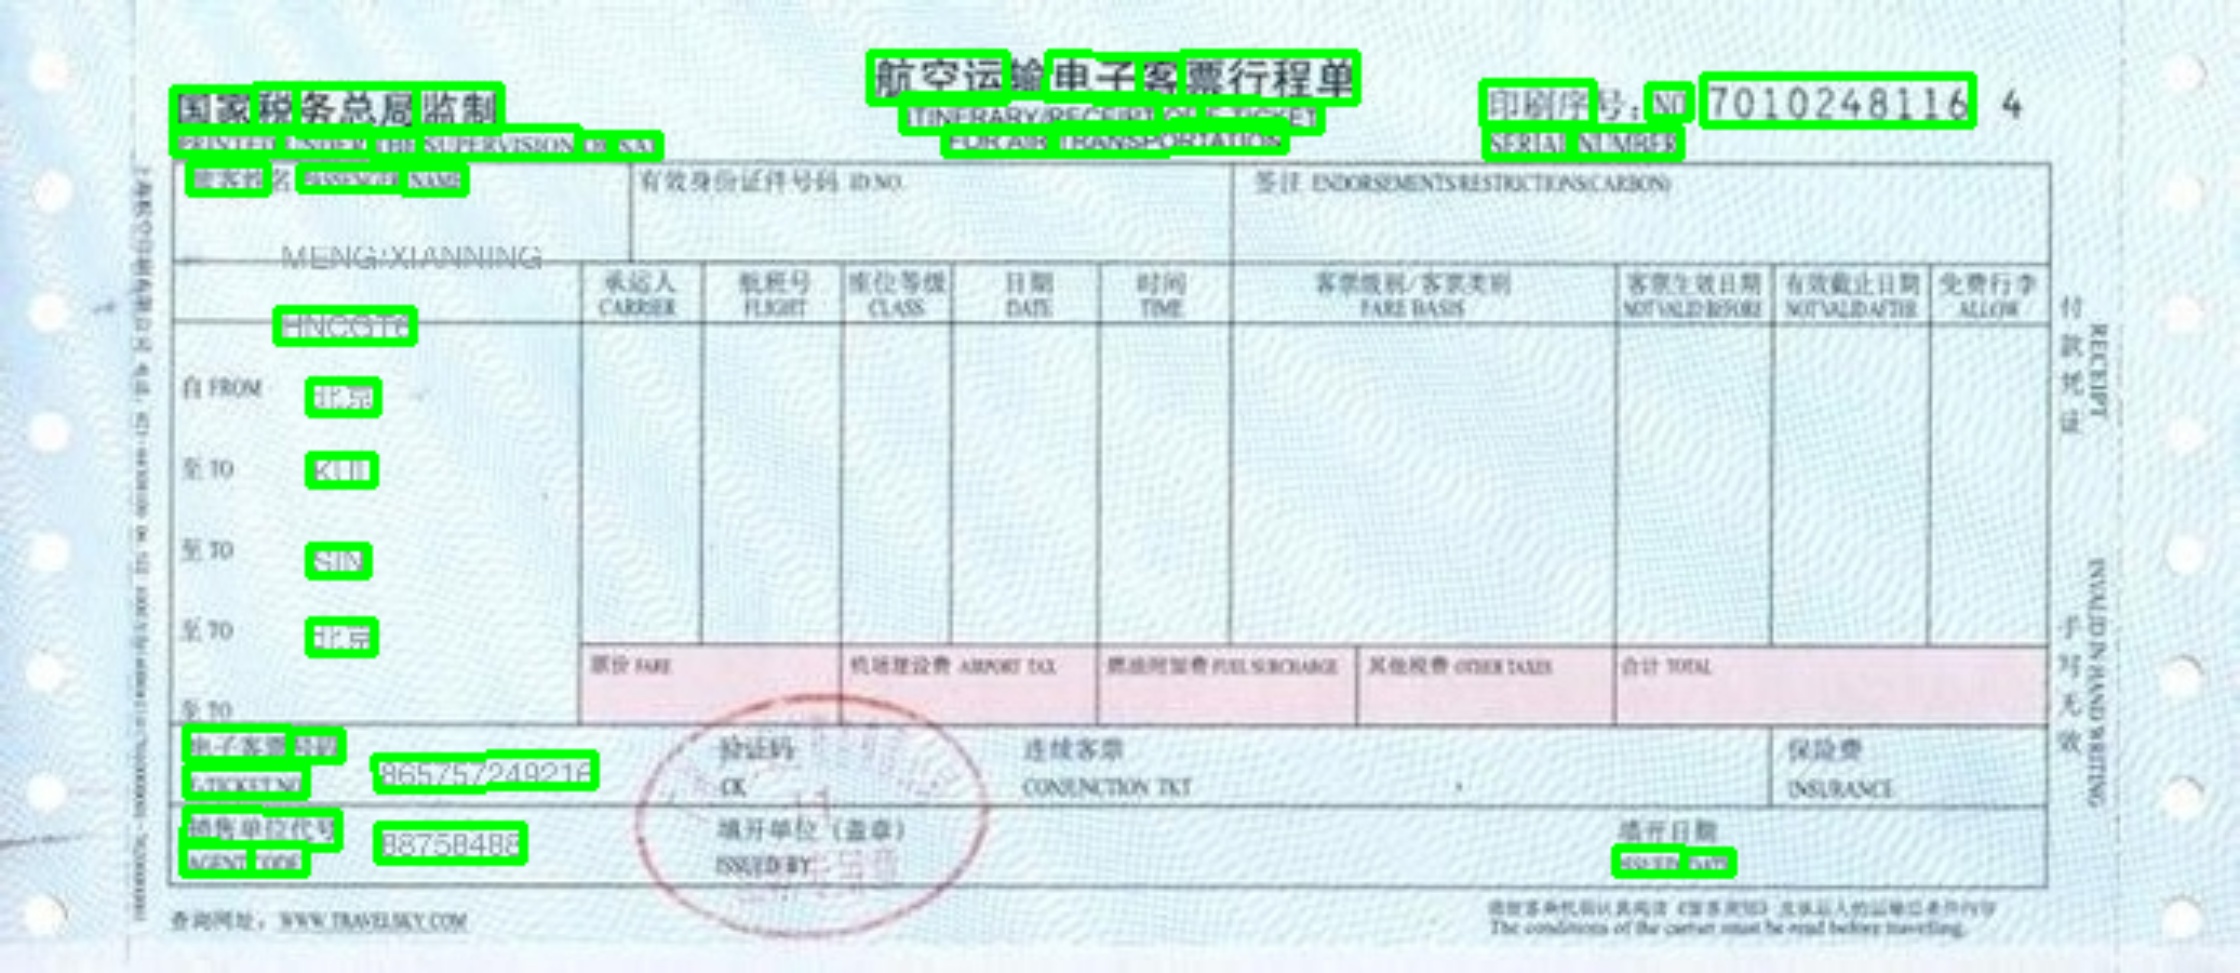 航空运输电子客票行程单
国家税务总局监制
印刷序号: NO 7010248116 4
ITINERARY/RECEIPT OF E-TICKET
PRINTED UNDER THE SUPERVISION OF SAT
FOR AIR TRANSPORTATION
SERIAL NUMBER
旅客姓名 PASSENGER NAME
有效身份证件号码 ID NO.
签注 ENDORSEMENTS/RESTRICTIONS(CARBON)
MENG/XIANNING
承运人 航班号 座位等级 日期 时间 客票级别/客票类别 客票生效日期 有效截止日期 免费行李
CARRIER FLIGHT CLASS DATE TIME FARE BASIS NOT VALID BEFORE NOT VALID AFTER ALLOW
自 FROM 北京
至 TO
至 TO SIN
至 TO 北京
至 TO
票价 FARE 机场建设费 AIRPORT TAX 燃油附加费 FUEL SURCHARGE 其他税费 OTHER TAXES 合计 TOTAL
电子客票号码 验证码 连续客票 保险费
E-TICKET NO. CK CONJUNCTION TKT INSURANCE
销售单位代号 填开单位（盖章） 填开日期
AGENT CODE ISSUED BY ISSUED DATE
查询网址: WWW.TRAVELSKY.COM
The conditions of the carrier must be read before travelling.
付款凭证 RECEIPT
手写无效 INVALID IN HAND WRITING